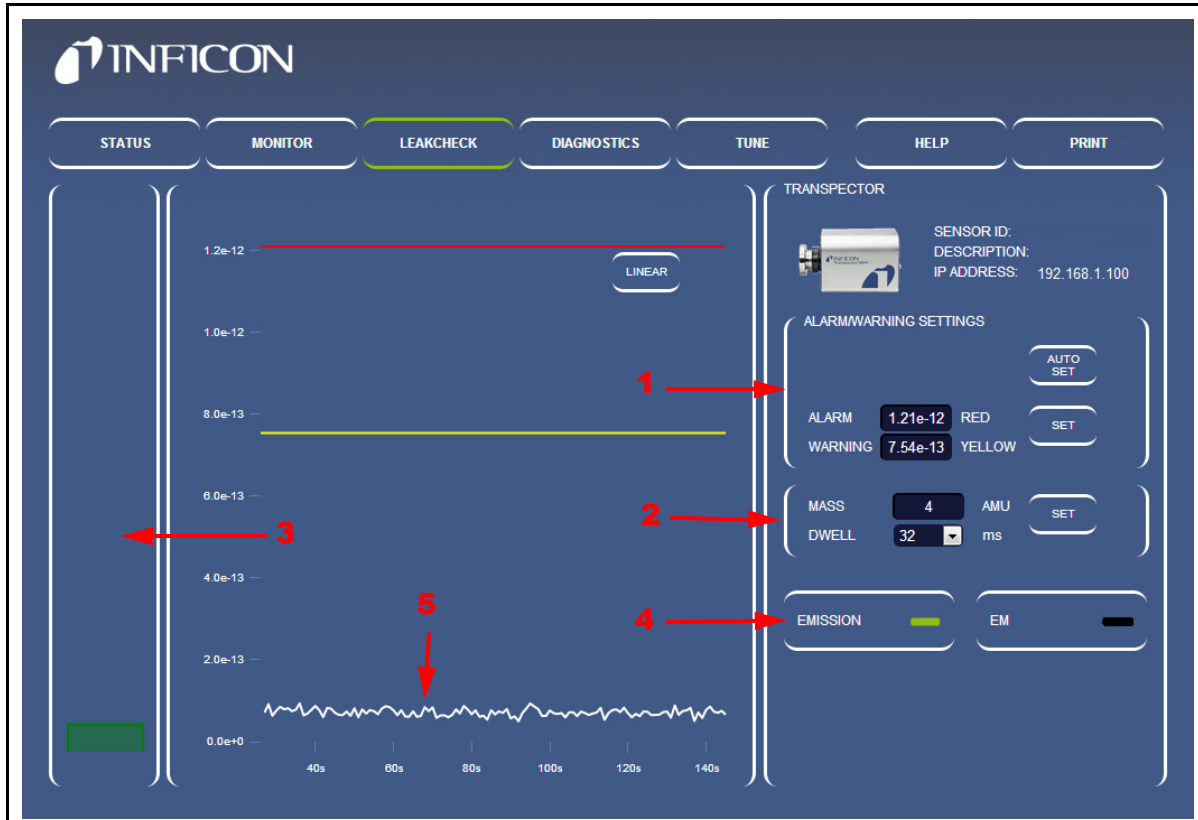 INFICON
STATUS MONITOR LEAKCHECK DIAGNOSTICS TUNE HELP PRINT
1.2e-12
LINEAR
1.0e-12
8.0e-13
6.0e-13
4.0e-13
2.0e-13
0.0e+0
40s 60s 80s 100s 120s 140s
3
5
TRANSPECTOR
INFICON
SENSOR ID:
DESCRIPTION:
IP ADDRESS: 192.168.1.100
1
ALARM/WARNING SETTINGS
AUTO
SET
ALARM 1.21e-12 RED SET
WARNING 7.54e-13 YELLOW
2
MASS 4 AMU SET
DWELL 32 ms
4
EMISSION EM